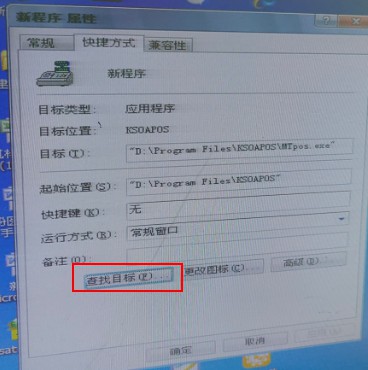 新程序 属性
常规 快捷方式 兼容性
新程序
目标类型: 应用程序
目标位置: KSOAPOS
目标(T): "D:\Program Files\KSOAPOS\MTpos.exe"
起始位置(S): "D:\Program Files\KSOAPOS"
快捷键(K): 无
运行方式(R): 常规窗口
备注(O):
查找目标(F)... 更改图标(C)... 高级(D)...
确定 取消